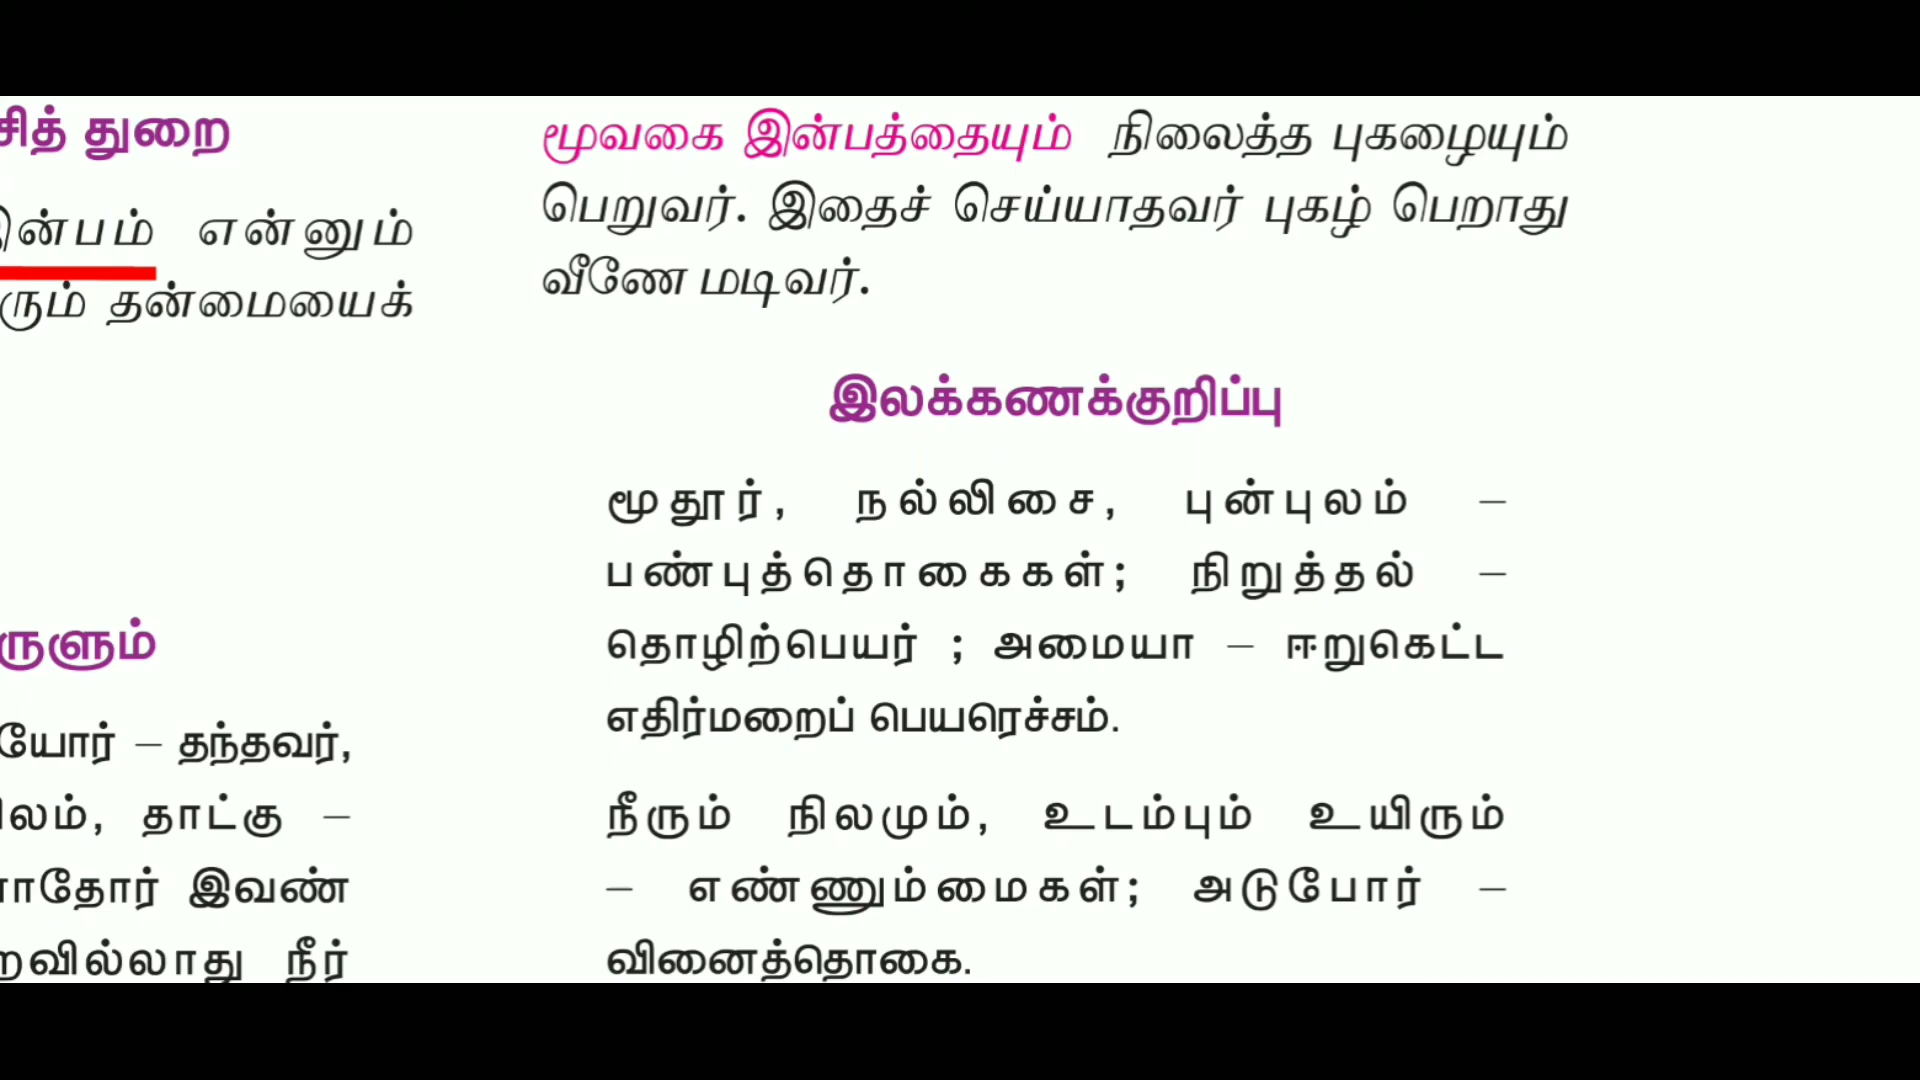 சித் துறை
இன்பம் என்னும்
தன்மையைக்
மூவகை இன்பத்தையும் நிலைத்த புகழையும்
பெறுவர். இதைச் செய்யாதவர் புகழ் பெறாது
வீணே மடிவர்.
இலக்கணக்குறிப்பு
மூதூர், நல்லிசை, புன்புலம் –
பண்புத்தொகைகள்; நிறுத்தல் –
தொழிற்பெயர் ; அமையா – ஈறுகெட்ட
எதிர்மறைப் பெயரெச்சம்.
நீரும் நிலமும், உடம்பும் உயிரும்
– எண்ணும்மைகள்; அடுபோர் –
வினைத்தொகை.
ருளும்
யோர் – தந்தவர்,
லம், தாட்கு –
ாதோர் இவண்
றவில்லாது நீர்